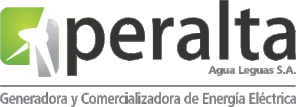 peralta
Agua Leguas S.A.
Generadora y Comercializadora de Energía Eléctrica